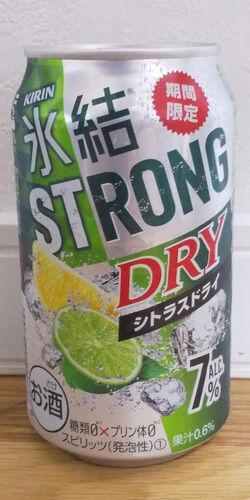 KIRIN
期間
限定
氷結®
STRONG
DRY
シトラスドライ
7ALC.%
お酒
糖類0×プリン体0
スピリッツ(発泡性)①
果汁0.6%